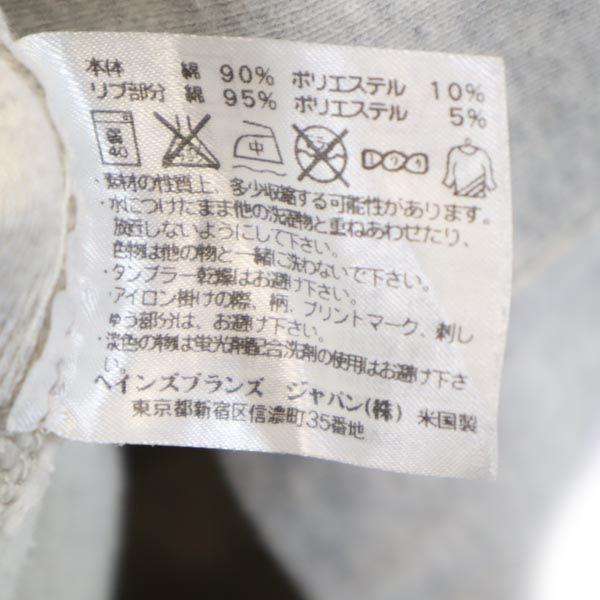 本体　綿 90% ポリエステル 10%
リブ部分 綿 95% ポリエステル 5%
弱 40 中
・素材の性質上、多少収縮する可能性があります。
・水につけたまま他の洗濯物と重ねあわせたり、
放置しないようにして下さい。
色物は他の物と一緒に洗わないで下さい。
・タンブラー乾燥はお避け下さい。
・アイロン掛けの際、柄、プリントマーク、刺し
ゅう部分は、お避け下さい。
・淡色の物は蛍光剤配合洗剤の使用はお避け下さ
い。
ヘインズブランズ ジャパン(株) 米国製
東京都新宿区信濃町35番地